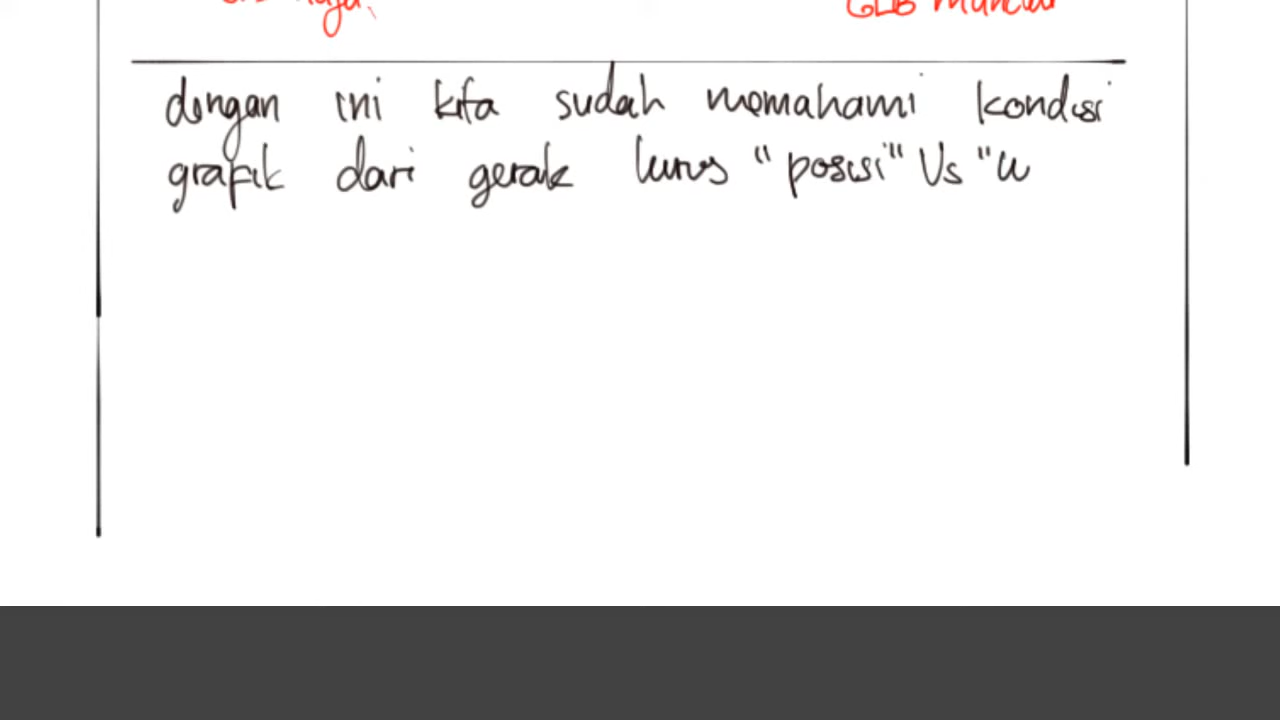 dengan ini kita sudah memahami kondisi
grafik dari gerak lurus "posisi" Vs "w